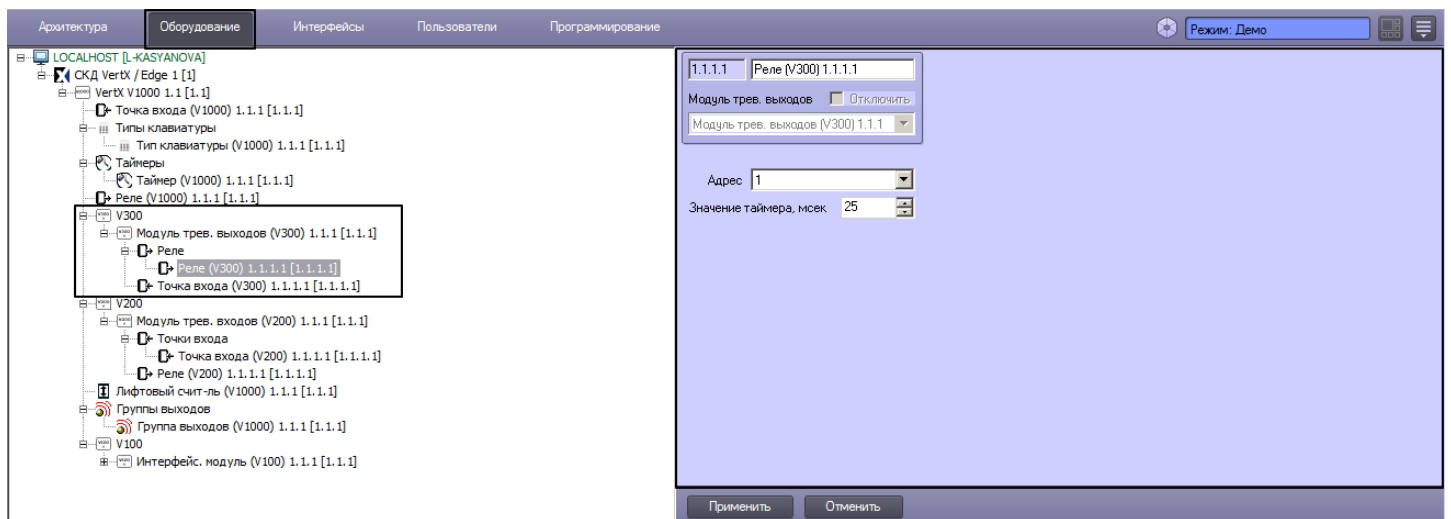 Архитектура Оборудование Интерфейсы Пользователи Программирование Режим: Демо
LOCALHOST [L-KASYANOVA]
СКД VertX / Edge 1 [1]
VertX V1000 1.1 [1.1]
Точка входа (V1000) 1.1.1 [1.1.1]
Типы клавиатуры
Тип клавиатуры (V1000) 1.1.1 [1.1.1]
Таймеры
Таймер (V1000) 1.1.1 [1.1.1]
Реле (V1000) 1.1.1 [1.1.1]
V300
Модуль трев. выходов (V300) 1.1.1 [1.1.1]
Реле
Реле (V300) 1.1.1.1 [1.1.1.1]
Точка входа (V300) 1.1.1.1 [1.1.1.1]
V200
Модуль трев. входов (V200) 1.1.1 [1.1.1]
Точки входа
Точка входа (V200) 1.1.1.1 [1.1.1.1]
Реле (V200) 1.1.1.1 [1.1.1.1]
Лифтовый счит-ль (V1000) 1.1.1 [1.1.1]
Группы выходов
Группа выходов (V1000) 1.1.1 [1.1.1]
V100
Интерфейс. модуль (V100) 1.1.1 [1.1.1]
1.1.1.1 Реле (V300) 1.1.1.1
Модуль трев. выходов Отключить
Модуль трев. выходов (V300) 1.1.1
Адрес 1
Значение таймера, мсек 25
Применить Отменить